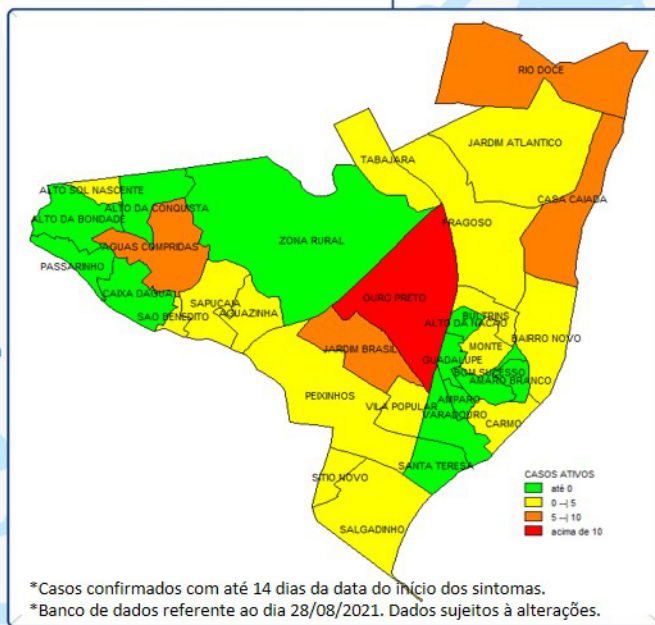 RIO DOCE
JARDIM ATLANTICO
TABAJARA
ALTO SOL NASCENTE
CASA CAIADA
ALTO DA CONQUISTA
ALTO DA BONDADE
FRAGOSO
ZONA RURAL
AGUAS COMPRIDAS
PASSARINHO
CAIXA DAGUA
OURO PRETO
SAPUCAIA
AGUAZINHA
SAO BENEDITO
BULTRINS
ALTO DA NACAO
BAIRRO NOVO
MONTE
JARDIM BRASIL
GUADALUPE
BOM SUCESSO
AMARO BRANCO
PEIXINHOS
AMPARO
VILA POPULAR
VARADOURO
CARMO
SANTA TERESA
SITIO NOVO
SALGADINHO
CASOS ATIVOS
até 0
0 --| 5
5 --| 10
acima de 10
*Casos confirmados com até 14 dias da data do início dos sintomas.
*Banco de dados referente ao dia 28/08/2021. Dados sujeitos à alterações.